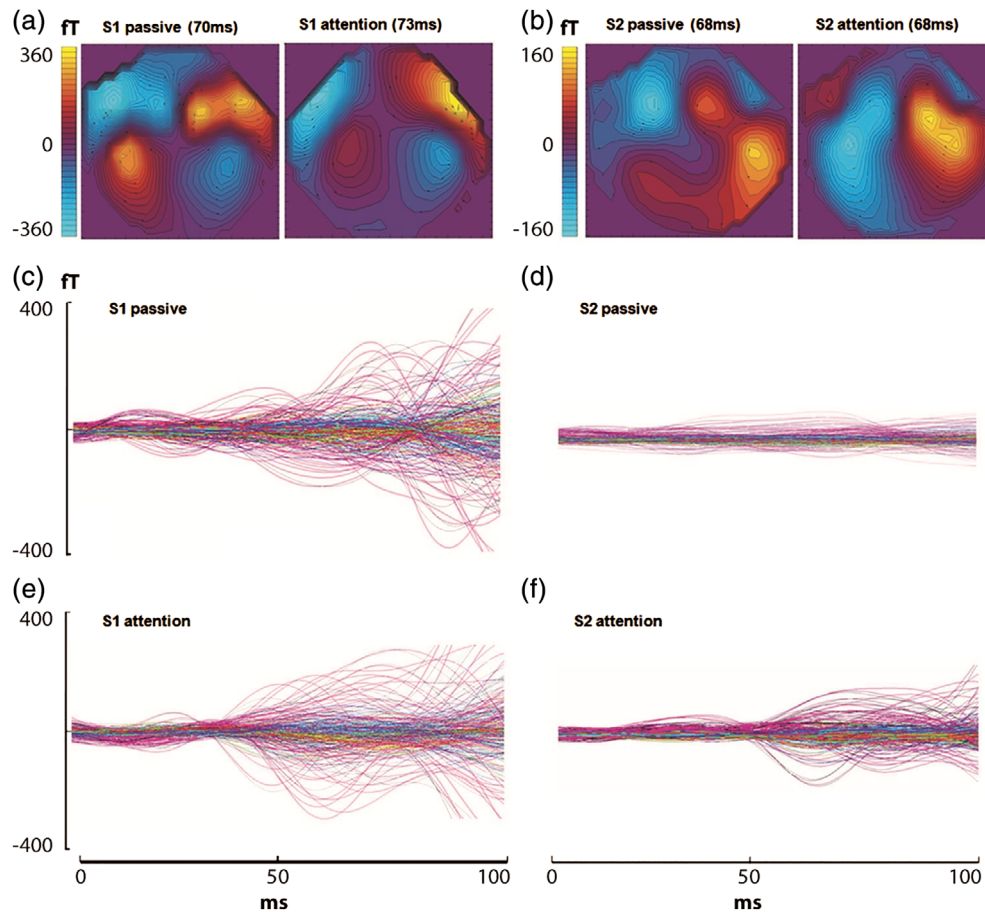 (a) S1 passive (70ms) S1 attention (73ms) (b) S2 passive (68ms) S2 attention (68ms)
fT fT
360 160
0 0
-360 -160
(c) fT (d)
400
S1 passive S2 passive
-400
(e) (f)
400
S1 attention S2 attention
-400
0 50 100 0 50 100
ms ms